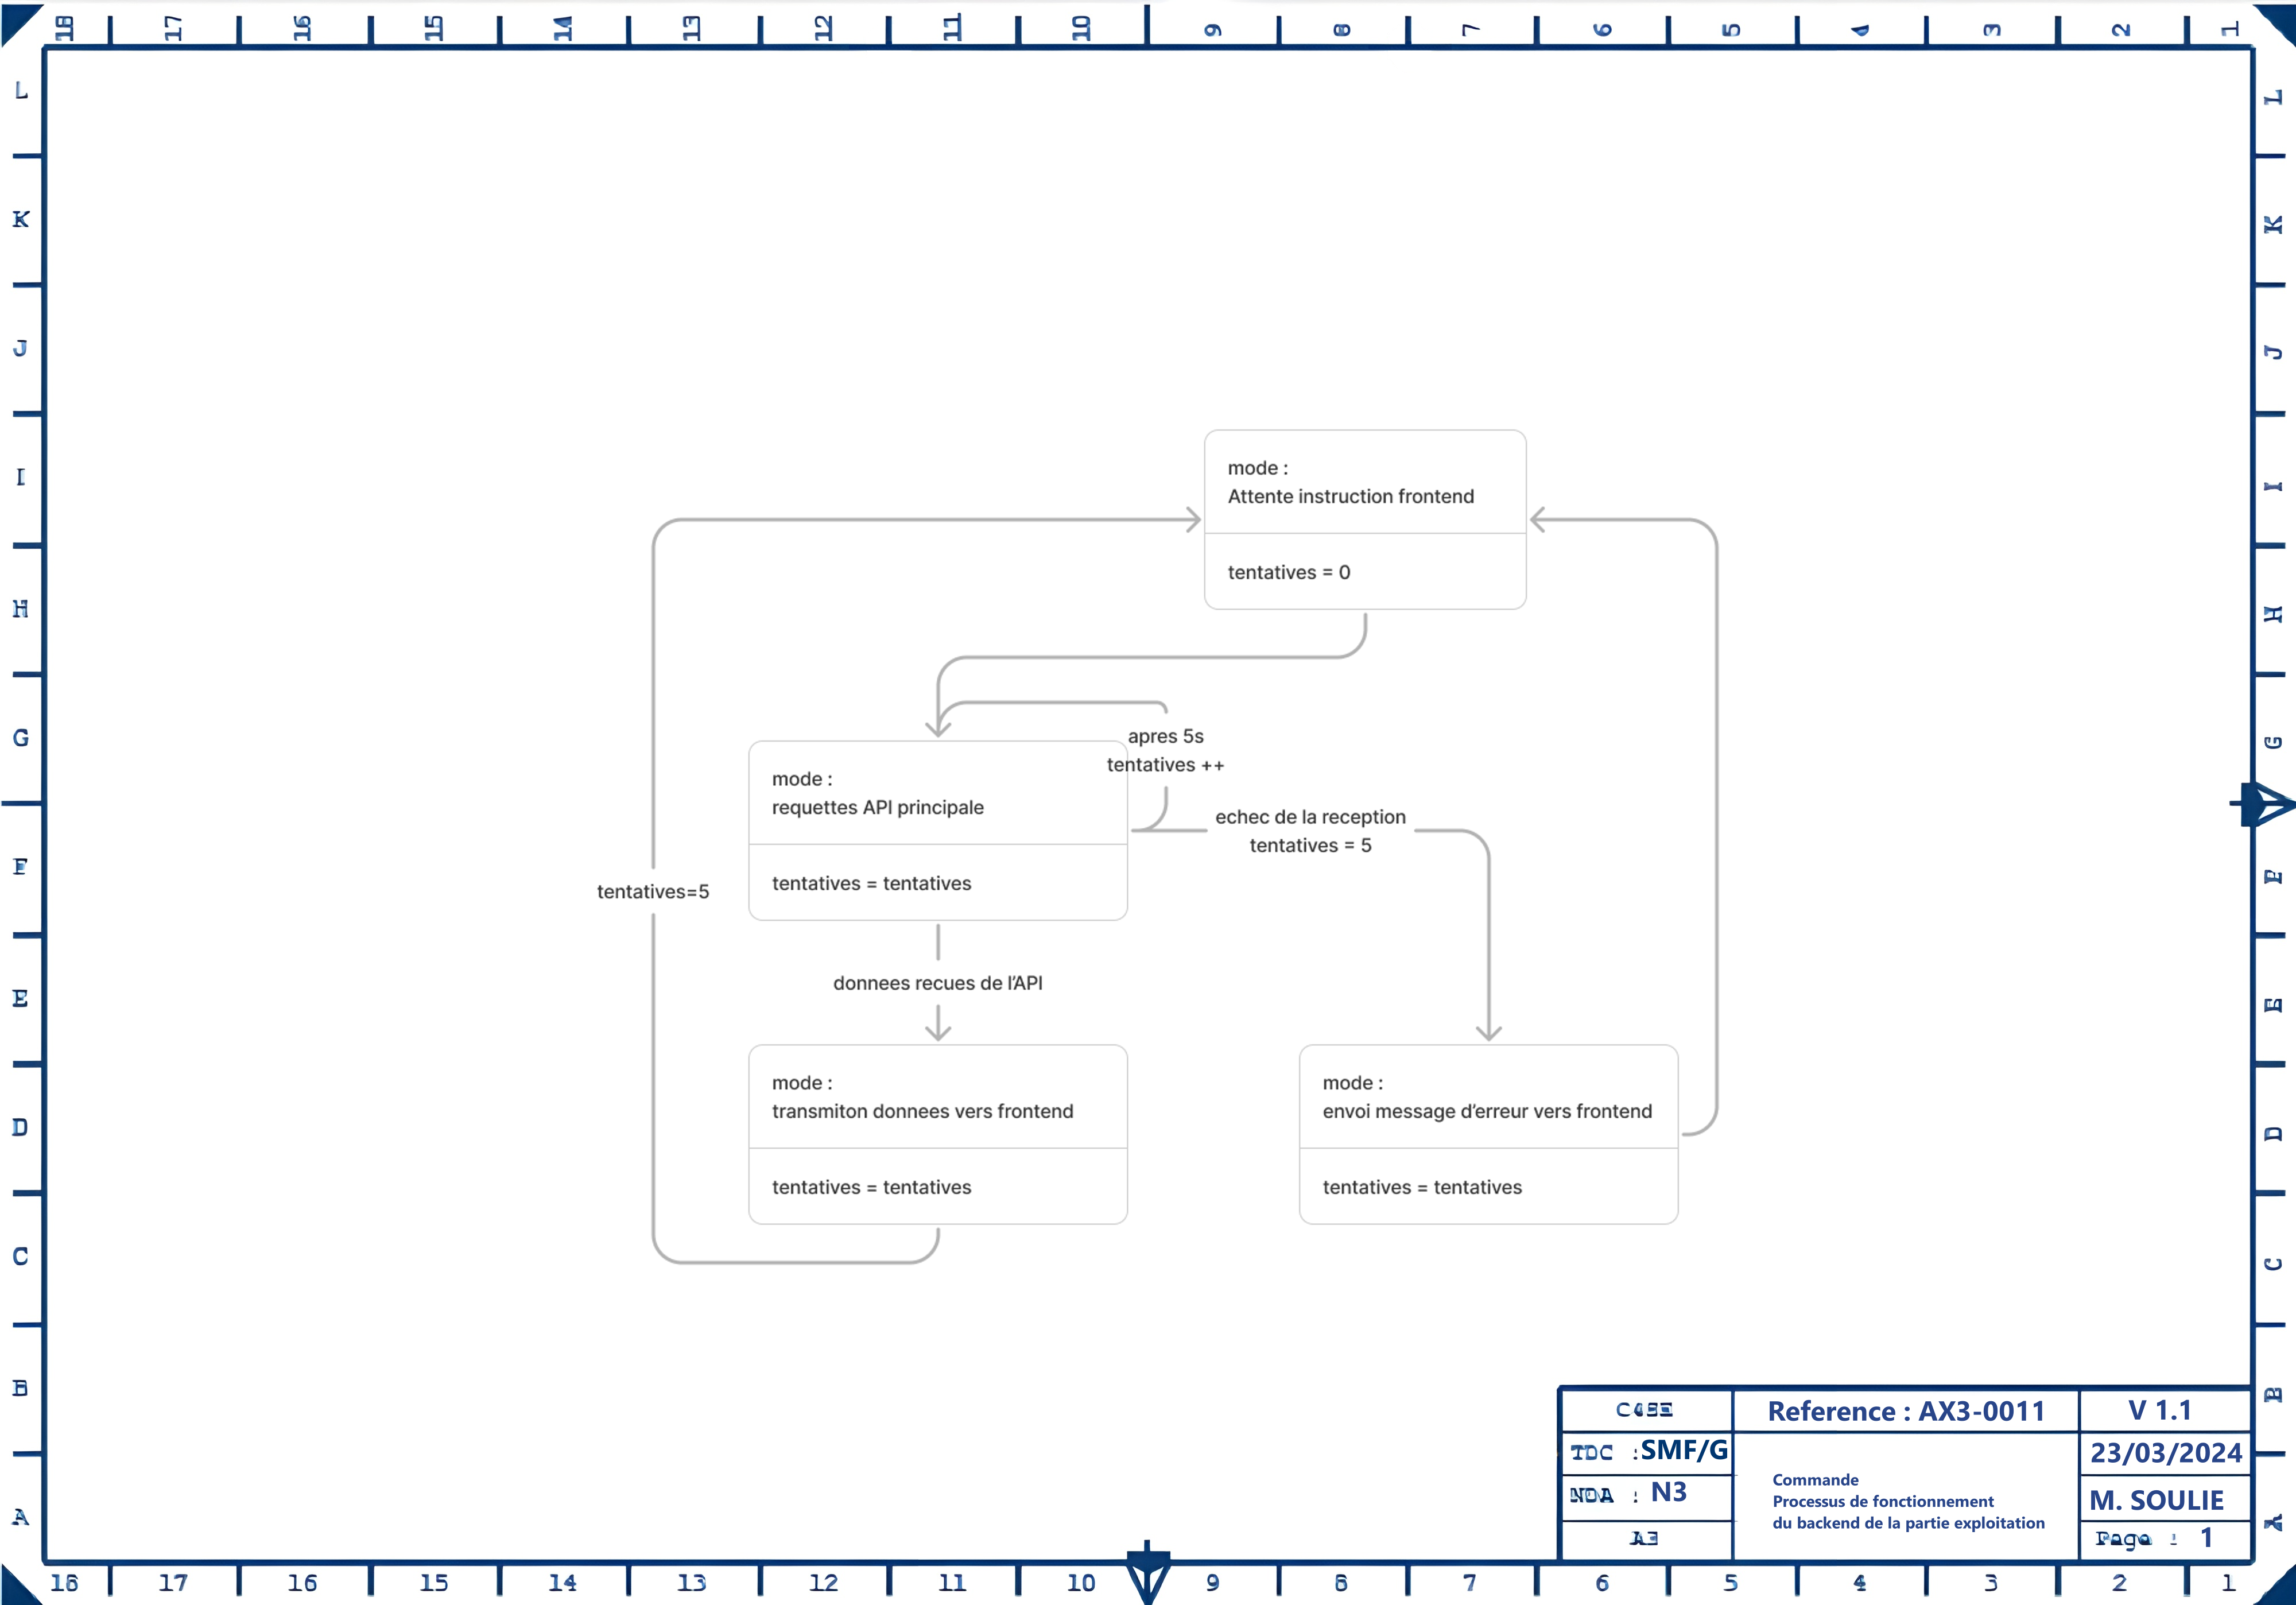 18 17 16 15 14 13 12 11 10 9 8 7 6 5 4 3 2 1
L L
K K
J J
I I
H H
G G
F F
E E
D D
C C
B B
A A
mode :
Attente instruction frontend
tentatives = 0
apres 5s
tentatives ++
mode :
requettes API principale
tentatives = tentatives
echec de la reception
tentatives = 5
tentatives=5
donnees recues de l'API
mode :
transmiton donnees vers frontend
tentatives = tentatives
mode :
envoi message d'erreur vers frontend
tentatives = tentatives
Reference : AX3-0011
V 1.1
TDC :SMF/G
23/03/2024
Commande
Processus de fonctionnement
du backend de la partie exploitation
NDA : N3
M. SOULIE
A3
Page : 1
18 17 16 15 14 13 12 11 10 9 8 7 6 5 4 3 2 1